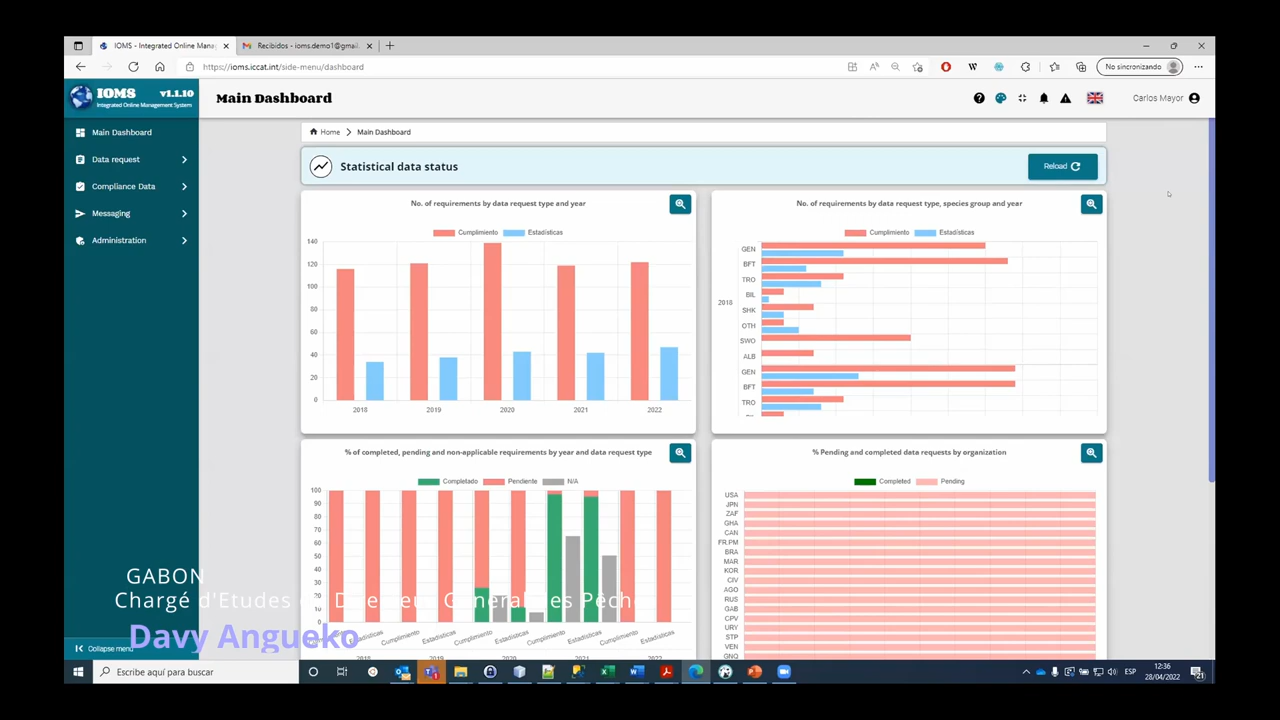 IOMS - Integrated Online Mana
Recibidos - ioms.demo1@gmail.
https://ioms.iccat.int/side-menu/dashboard
No sincronizando
IOMS v1.1.10
Integrated Online Management System
Main Dashboard
Carlos Mayor
Main Dashboard
Data request
Compliance Data
Messaging
Administration
Collapse menu
Home > Main Dashboard
Statistical data status
Reload
No. of requirements by data request type and year
Cumplimiento Estadísticas
140
120
100
80
60
40
20
0
2018 2019 2020 2021 2022
No. of requirements by data request type, species group and year
Cumplimiento Estadísticas
2018
GEN
BFT
TRO
BIL
SHK
OTH
SWO
ALB
GEN
BFT
TRO
% of completed, pending and non-applicable requirements by year and data request type
Completado Pendiente N/A
100
90
80
70
60
50
40
30
20
10
0
Estadísticas Cumplimiento Estadísticas Cumplimiento Estadísticas Cumplimiento Estadísticas Cumplimiento Estadísticas
2018 2019 2020 2021 2022
% Pending and completed data requests by organization
Completed Pending
USA
JPN
ZAF
GHA
CAN
FR.PM
BRA
MAR
KOR
CIV
AGO
RUS
GAB
CPV
URY
STP
VEN
GNQ
GABON
Chargé d'Etudes Directeur Général des Pêche
Davy Angueko
Escribe aquí para buscar
ESP
12:36
28/04/2022
21